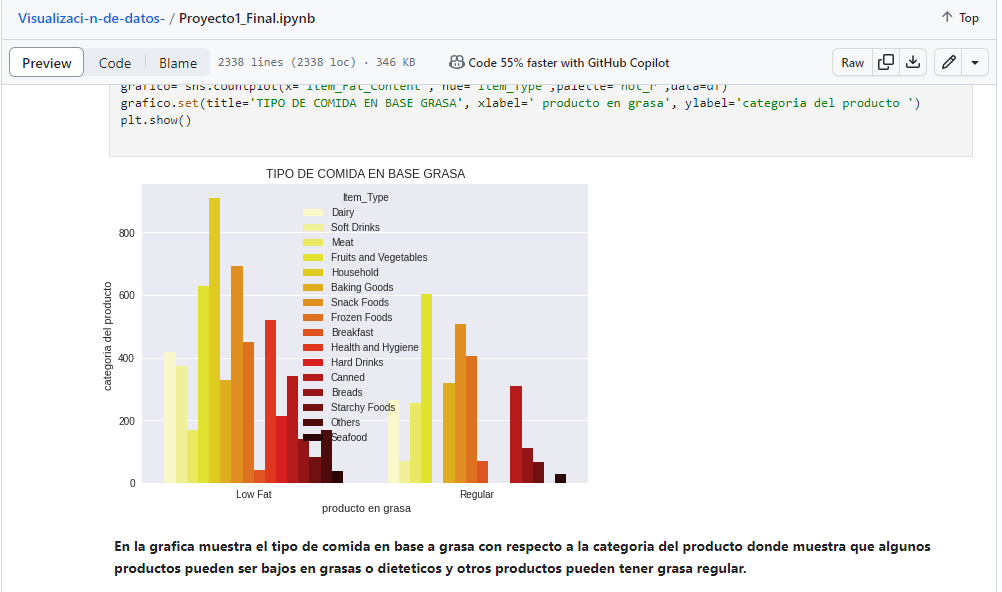 Visualizaci-n-de-datos- / Proyecto1_Final.ipynb
Top
Preview Code Blame 2338 lines (2338 loc) · 346 KB Code 55% faster with GitHub Copilot Raw
grafico= sns.countplot(x='Item_Fat_Content', hue='Item_Type',palette='hot_r',data=df)
grafico.set(title='TIPO DE COMIDA EN BASE GRASA', xlabel=' producto en grasa', ylabel='categoria del producto ')
plt.show()
TIPO DE COMIDA EN BASE GRASA
Item_Type
Dairy
Soft Drinks
Meat
Fruits and Vegetables
Household
Baking Goods
Snack Foods
Frozen Foods
Breakfast
Health and Hygiene
Hard Drinks
Canned
Breads
Starchy Foods
Others
Seafood
categoria del producto
800
600
400
200
0
Low Fat Regular
producto en grasa
En la grafica muestra el tipo de comida en base a grasa con respecto a la categoria del producto donde muestra que algunos
productos pueden ser bajos en grasas o dieteticos y otros productos pueden tener grasa regular.